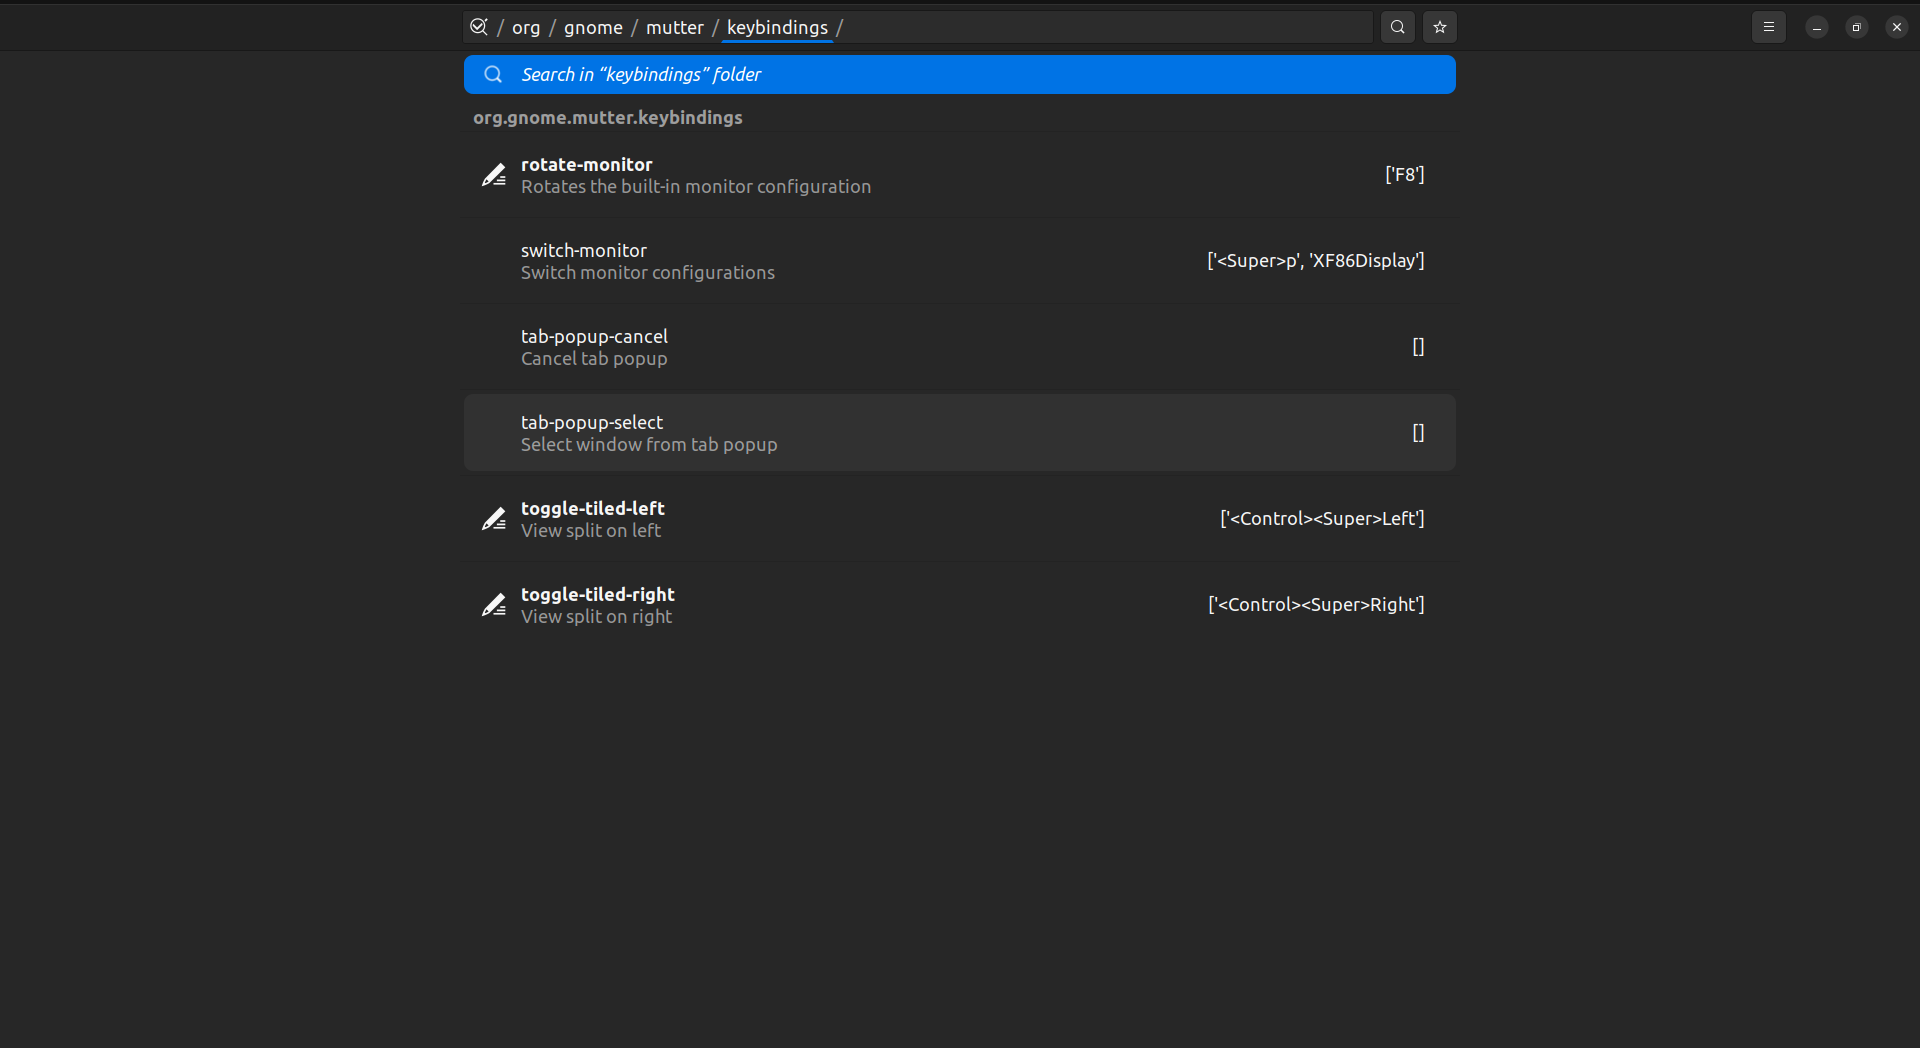 / org / gnome / mutter / keybindings /
Search in “keybindings” folder
org.gnome.mutter.keybindings
rotate-monitor
Rotates the built-in monitor configuration
['F8']
switch-monitor
Switch monitor configurations
['<Super>p', 'XF86Display']
tab-popup-cancel
Cancel tab popup
[]
tab-popup-select
Select window from tab popup
[]
toggle-tiled-left
View split on left
['<Control><Super>Left']
toggle-tiled-right
View split on right
['<Control><Super>Right']